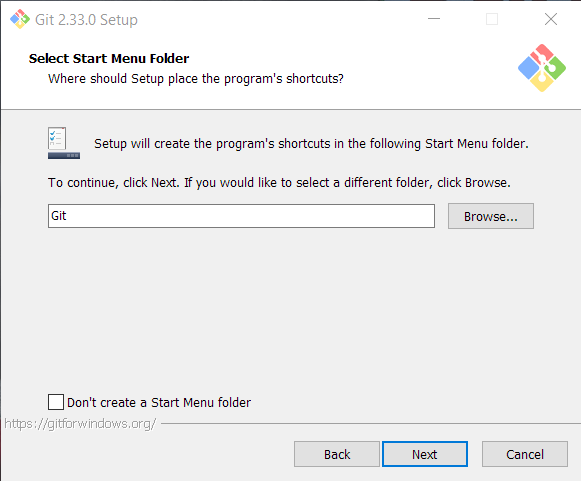 Git 2.33.0 Setup
Select Start Menu Folder
Where should Setup place the program's shortcuts?
Setup will create the program's shortcuts in the following Start Menu folder.
To continue, click Next. If you would like to select a different folder, click Browse.
Git
Browse...
Don't create a Start Menu folder
https://gitforwindows.org/
Back
Next
Cancel